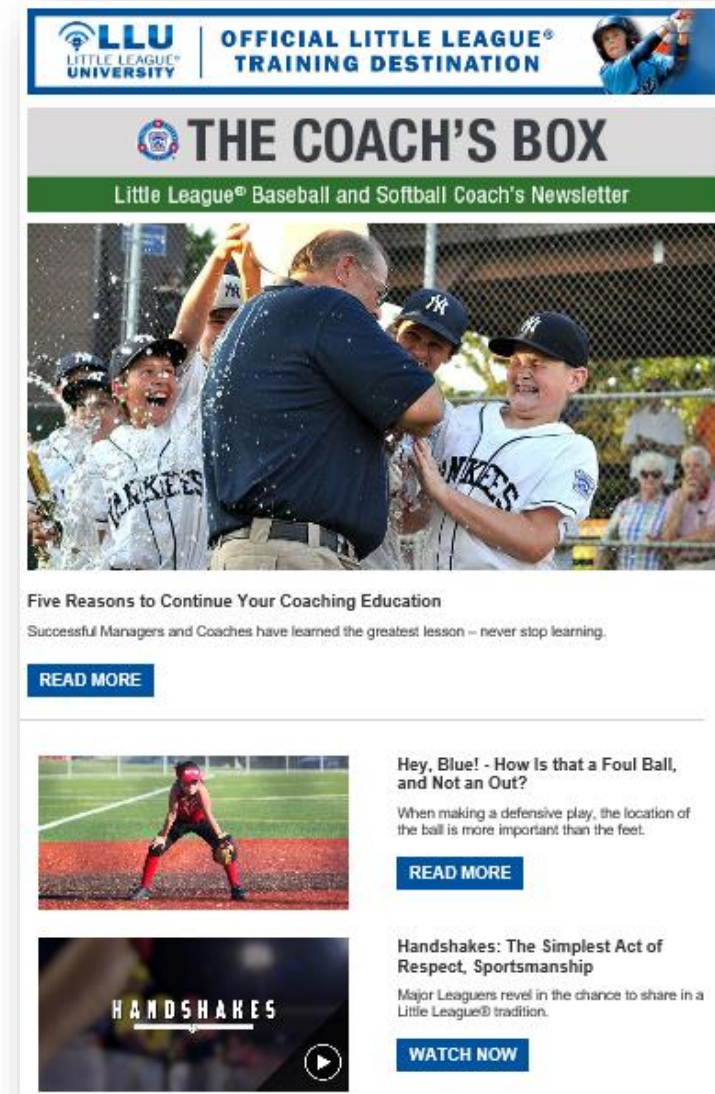 LLU
LITTLE LEAGUE®
UNIVERSITY
OFFICIAL LITTLE LEAGUE®
TRAINING DESTINATION
THE COACH'S BOX
Little League® Baseball and Softball Coach's Newsletter
YANKEES
ANKEES
Five Reasons to Continue Your Coaching Education
Successful Managers and Coaches have learned the greatest lesson – never stop learning.
READ MORE
Hey, Blue! - How Is that a Foul Ball,
and Not an Out?
When making a defensive play, the location of
the ball is more important than the feet.
READ MORE
HANDSHAKES
Handshakes: The Simplest Act of
Respect, Sportsmanship
Major Leaguers revel in the chance to share in a
Little League® tradition.
WATCH NOW